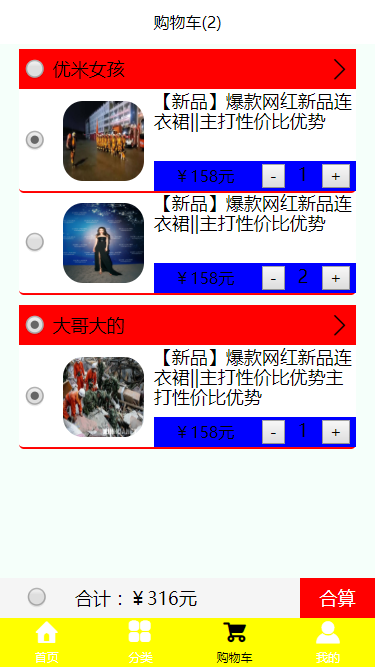 购物车(2)
优米女孩
【新品】爆款网红新品连
衣裙||主打性价比优势
￥158元 - 1 +
【新品】爆款网红新品连
衣裙||主打性价比优势
￥158元 - 2 +
大哥大的
【新品】爆款网红新品连
衣裙||主打性价比优势主
打性价比优势
￥158元 - 1 +
合计：￥316元 合算
首页 分类 购物车 我的